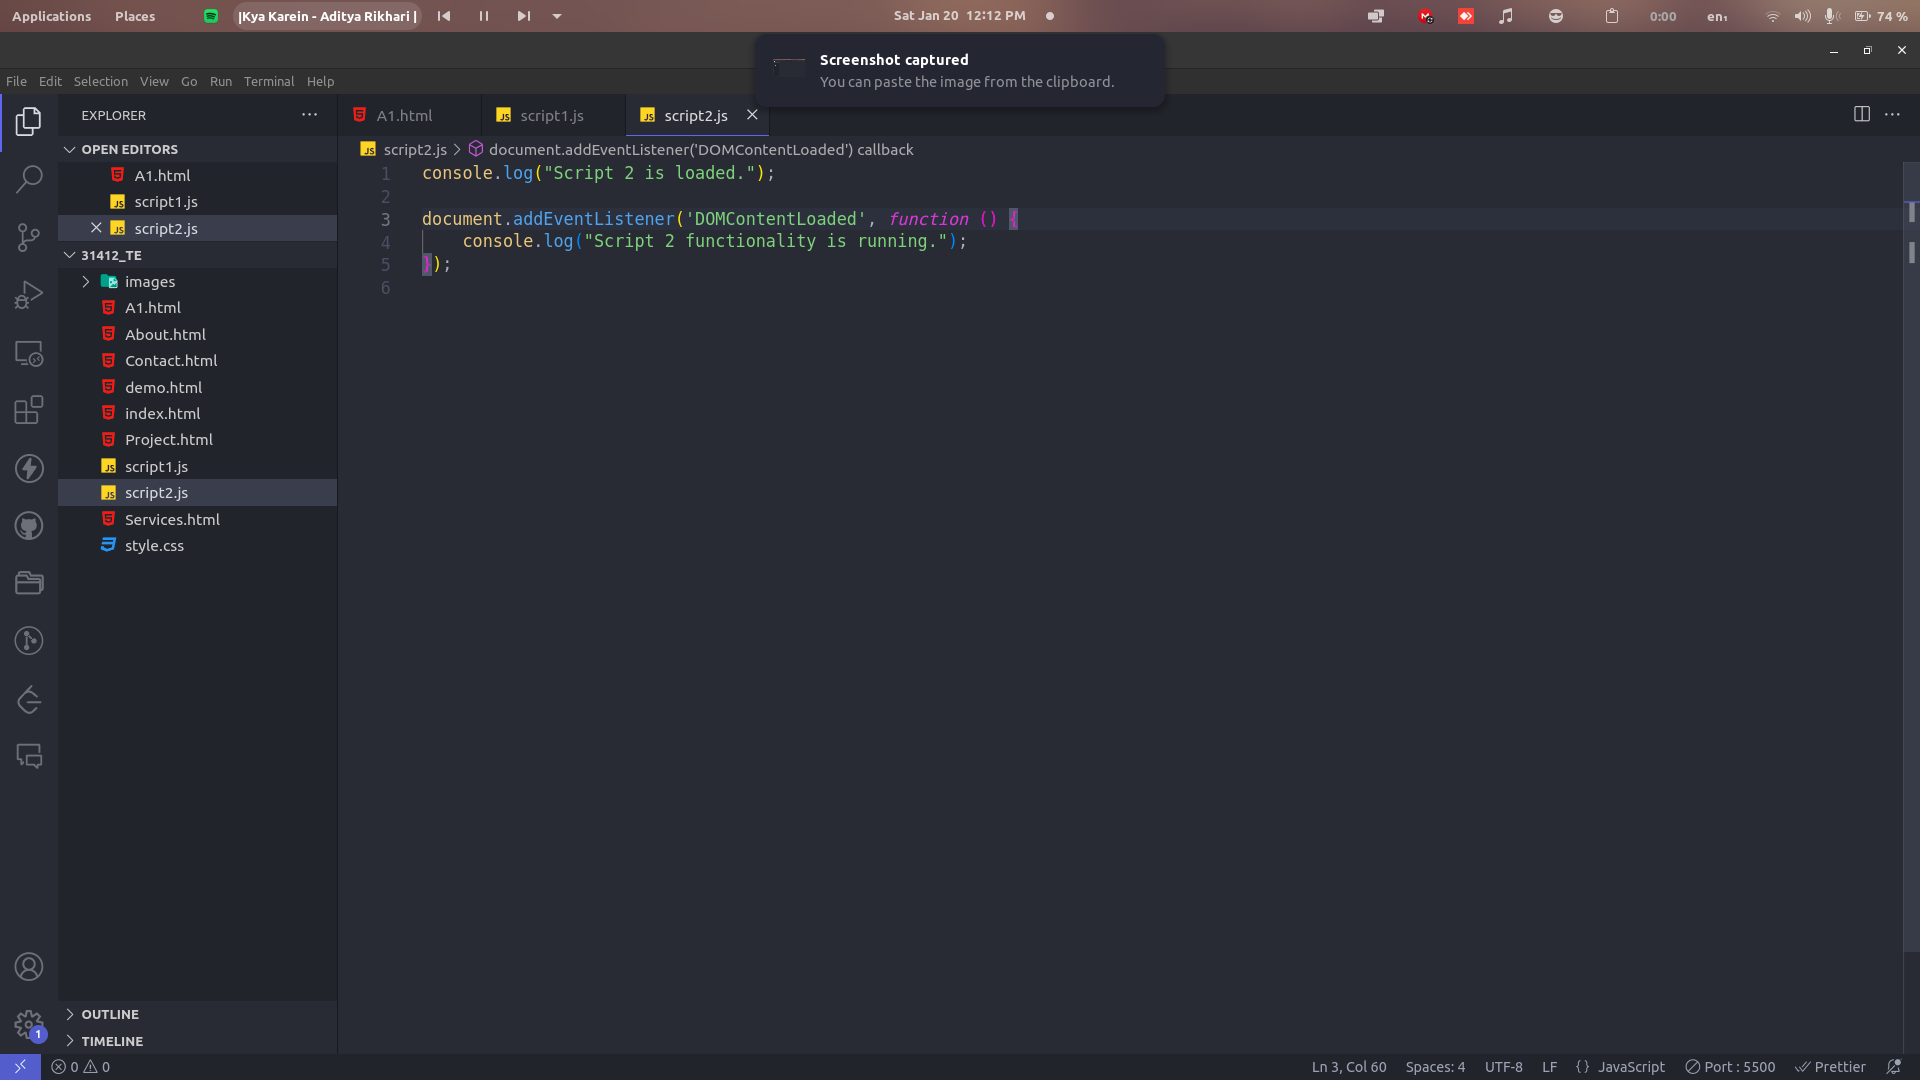 Applications Places |Kya Karein - Aditya Rikhari | Sat Jan 20 12:12 PM 0:00 en₁ 74 %
Screenshot captured
You can paste the image from the clipboard.
File Edit Selection View Go Run Terminal Help
EXPLORER
A1.html script1.js script2.js
OPEN EDITORS
A1.html
script1.js
script2.js
31412_TE
images
A1.html
About.html
Contact.html
demo.html
index.html
Project.html
script1.js
script2.js
Services.html
style.css
OUTLINE
TIMELINE
script2.js > document.addEventListener('DOMContentLoaded') callback
1 console.log("Script 2 is loaded.");
2
3 document.addEventListener('DOMContentLoaded', function () {
4     console.log("Script 2 functionality is running.");
5 });
6
1
0 0 Ln 3, Col 60 Spaces: 4 UTF-8 LF {} JavaScript Port : 5500 Prettier